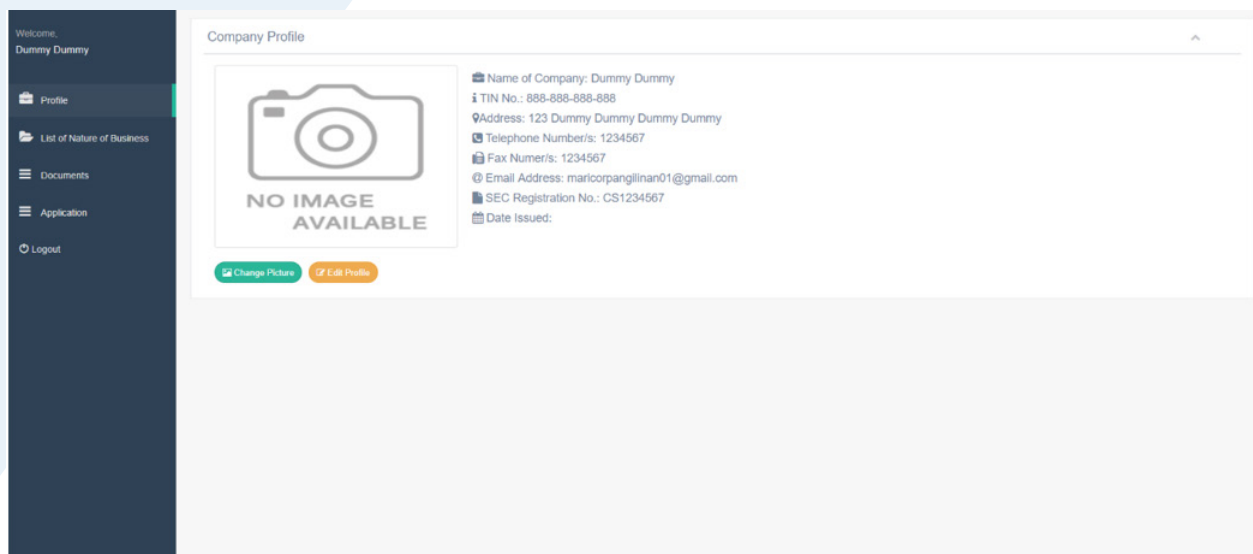 Welcome,
Dummy Dummy
Profile
List of Nature of Business
Documents
Application
Logout
Company Profile
NO IMAGE
AVAILABLE
Name of Company: Dummy Dummy
TIN No.: 888-888-888-888
Address: 123 Dummy Dummy Dummy Dummy
Telephone Number/s: 1234567
Fax Numer/s: 1234567
@ Email Address: maricorpangilinan01@gmail.com
SEC Registration No.: CS1234567
Date Issued:
Change Picture
Edit Profile